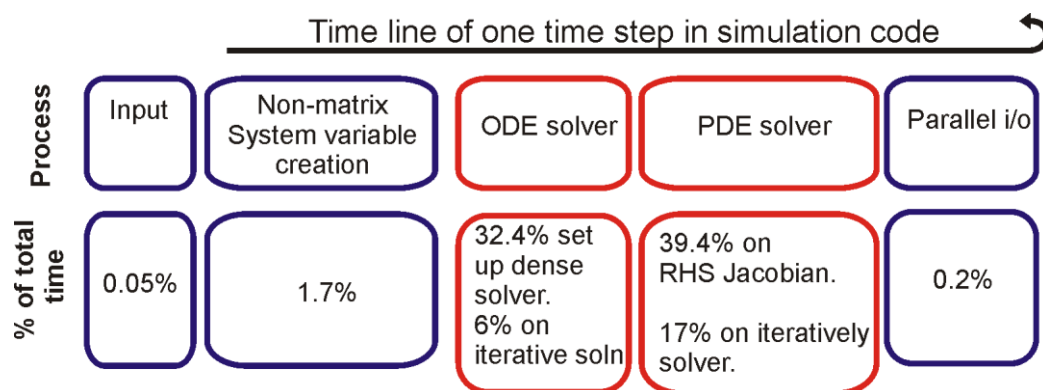 Time line of one time step in simulation code
Process
Input
Non-matrix
System variable
creation
ODE solver
PDE solver
Parallel i/o
% of total
time
0.05%
1.7%
32.4% set
up dense
solver.
6% on
iterative soln
39.4% on
RHS Jacobian.
17% on iteratively
solver.
0.2%